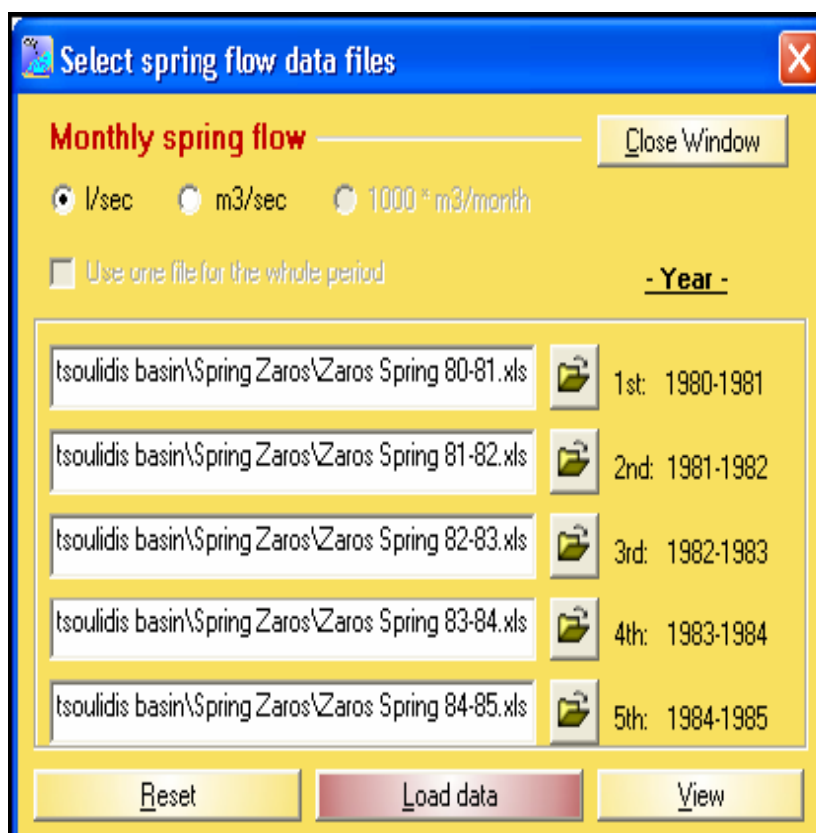 Select spring flow data files
Monthly spring flow
Close Window
l/sec m3/sec 1000 * m3/month
Use one file for the whole period
- Year -
tsoulidis basin\Spring Zaros\Zaros Spring 80-81.xls 1st: 1980-1981
tsoulidis basin\Spring Zaros\Zaros Spring 81-82.xls 2nd: 1981-1982
tsoulidis basin\Spring Zaros\Zaros Spring 82-83.xls 3rd: 1982-1983
tsoulidis basin\Spring Zaros\Zaros Spring 83-84.xls 4th: 1983-1984
tsoulidis basin\Spring Zaros\Zaros Spring 84-85.xls 5th: 1984-1985
Reset Load data View